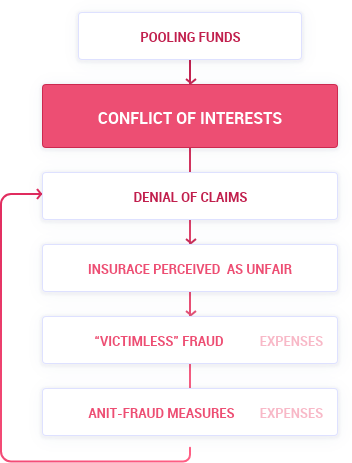 POOLING FUNDS
CONFLICT OF INTERESTS
DENIAL OF CLAIMS
INSURACE PERCEIVED AS UNFAIR
“VICTIMLESS” FRAUD EXPENSES
ANIT-FRAUD MEASURES EXPENSES